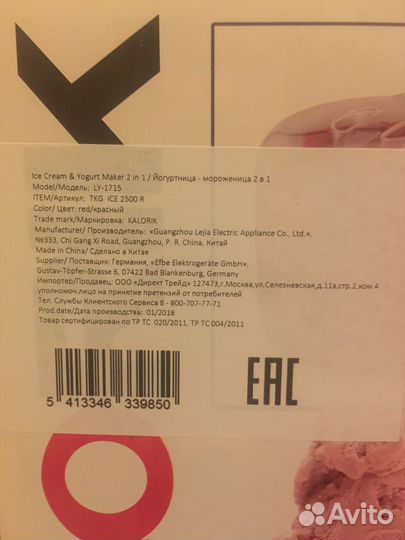 Ice Cream & Yogurt Maker 2 in 1 / Йогуртница - мороженица 2 в 1
Model/Модель: LY-1715
ITEM/Артикул: TKG ICE 2500 R
Color/ Цвет: red/красный
Trade mark/Маркировка: KALORIK
Manufacturer/ Производитель: «Guangzhou Lejia Electric Appliance Co., Ltd.»,
№333, Chi Gang Xi Road, Guangzhou, P. R. China, Китай
Made in China/ Сделано в Китае
Supplier/ Поставщик: Германия, «Efbe Elektrogeräte GmbH»,
Gustav-Töpfer-Strasse 6, 07422 Bad Blankenburg, Germany
Импортер/Продавец: ООО «Директ Трейд» 127473,г.Москва,ул.Селезневская,д.11а,стр.2,ком.4
уполномоч.лицо на принятие претензий от потребителей
Тел. Службы Клиентского Сервиса 8 - 800-707-77-71
Prod.date/Дата производства: 01/2018
Товар сертифицирован по ТР ТС 020/2011, ТР ТС 004/2011
5 413346 339850
EAC
Avito